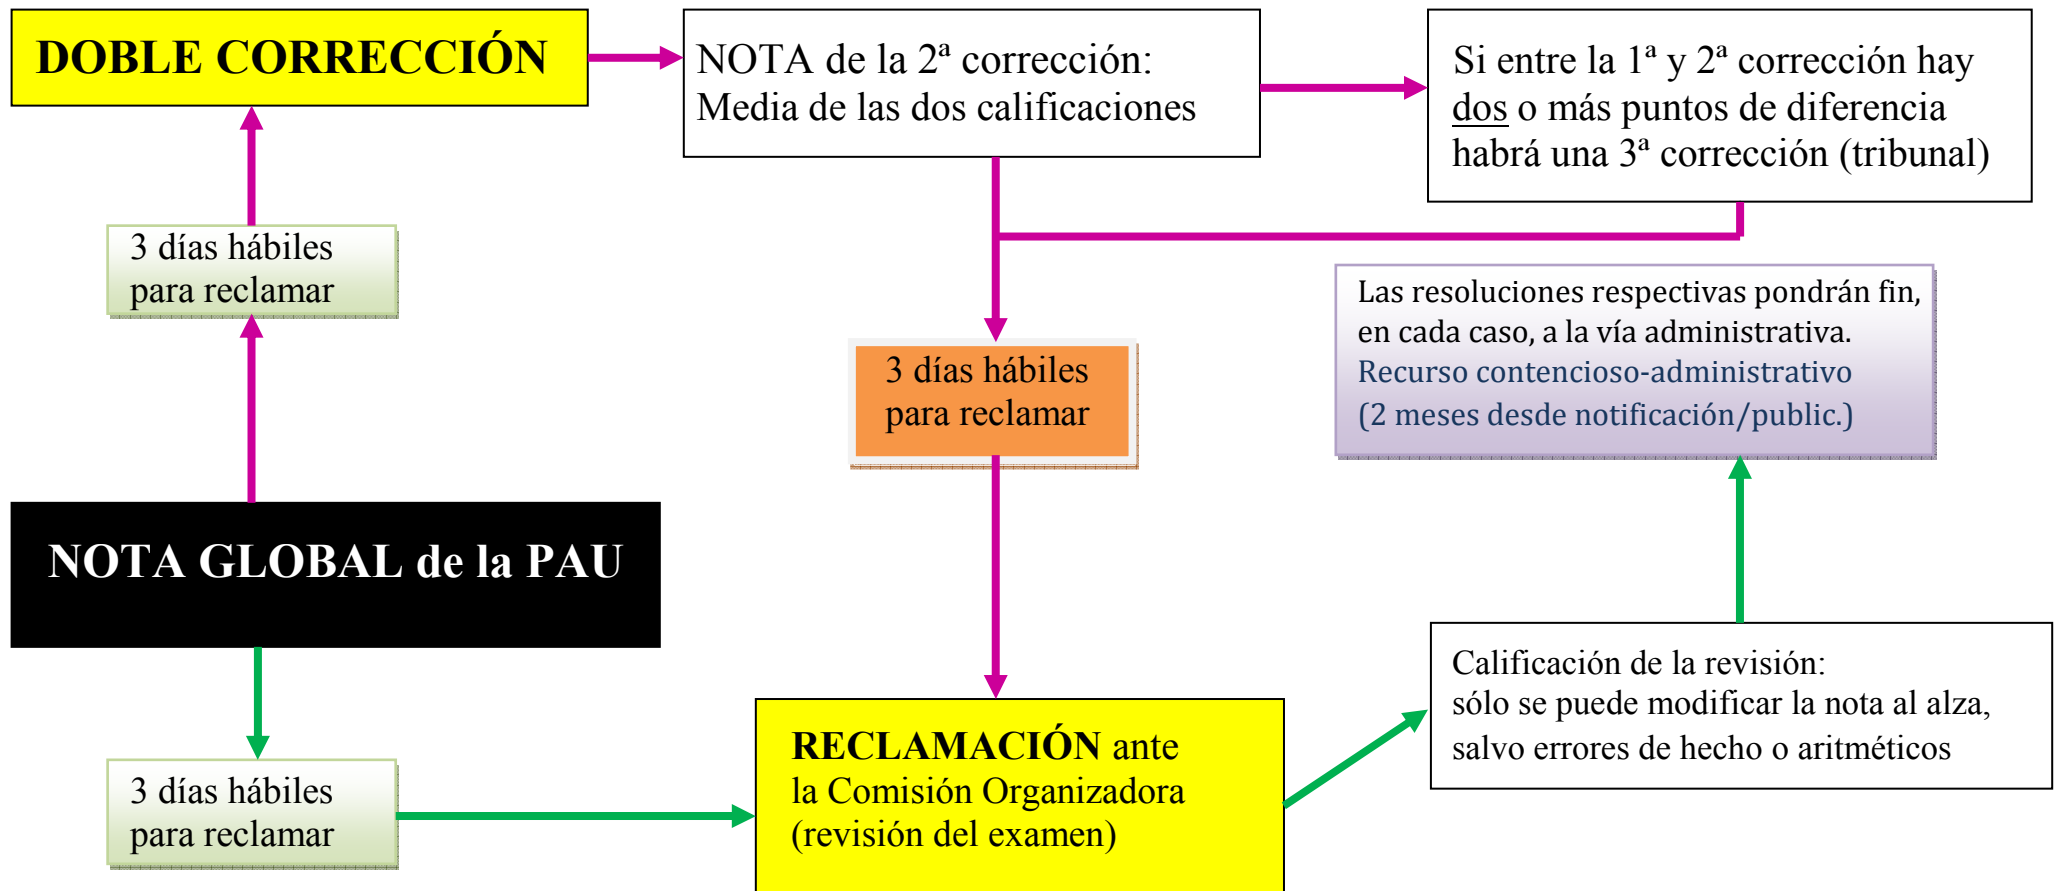 DOBLE CORRECCIÓN
NOTA de la 2ª corrección:
Media de las dos calificaciones
Si entre la 1ª y 2ª corrección hay
dos o más puntos de diferencia
habrá una 3ª corrección (tribunal)
3 días hábiles
para reclamar
3 días hábiles
para reclamar
Las resoluciones respectivas pondrán fin,
en cada caso, a la vía administrativa.
Recurso contencioso-administrativo
(2 meses desde notificación/public.)
NOTA GLOBAL de la PAU
3 días hábiles
para reclamar
RECLAMACIÓN ante
la Comisión Organizadora
(revisión del examen)
Calificación de la revisión:
sólo se puede modificar la nota al alza,
salvo errores de hecho o aritméticos